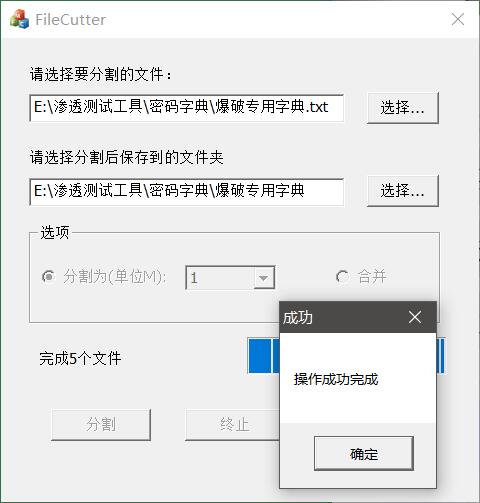 FileCutter
请选择要分割的文件：
E:\渗透测试工具\密码字典\爆破专用字典.txt
选择...
请选择分割后保存到的文件夹
E:\渗透测试工具\密码字典\爆破专用字典
选择...
选项
分割为(单位M):
1
合并
成功
完成5个文件
操作成功完成
分割
终止
确定